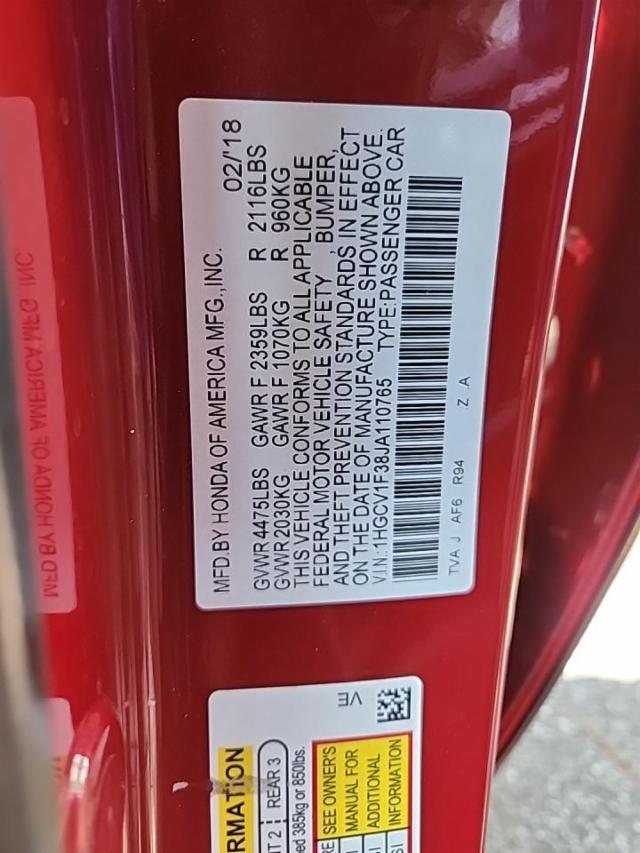 MFD.BY HONDA OF AMERICA MFG.,INC. 02/'18
GVWR 4475LBS GAWR F 2359LBS R 2116LBS
GVWR 2030KG GAWR F 1070KG R 960KG
THIS VEHICLE CONFORMS TO ALL APPLICABLE
FEDERAL MOTOR VEHICLE SAFETY, BUMPER,
AND THEFT PREVENTION STANDARDS IN EFFECT
ON THE DATE OF MANUFACTURE SHOWN ABOVE.
V.I.N.:1HGCV1F38JA110765 TYPE:PASSENGER CAR
TVA J AF6 R94 .Z .A
MFD BY HONDA OF AMERICA MFG INC
RMATION
2 REAR 3
385kg or 850lbs.
SEE OWNER'S
MANUAL FOR
ADDITIONAL
INFORMATION